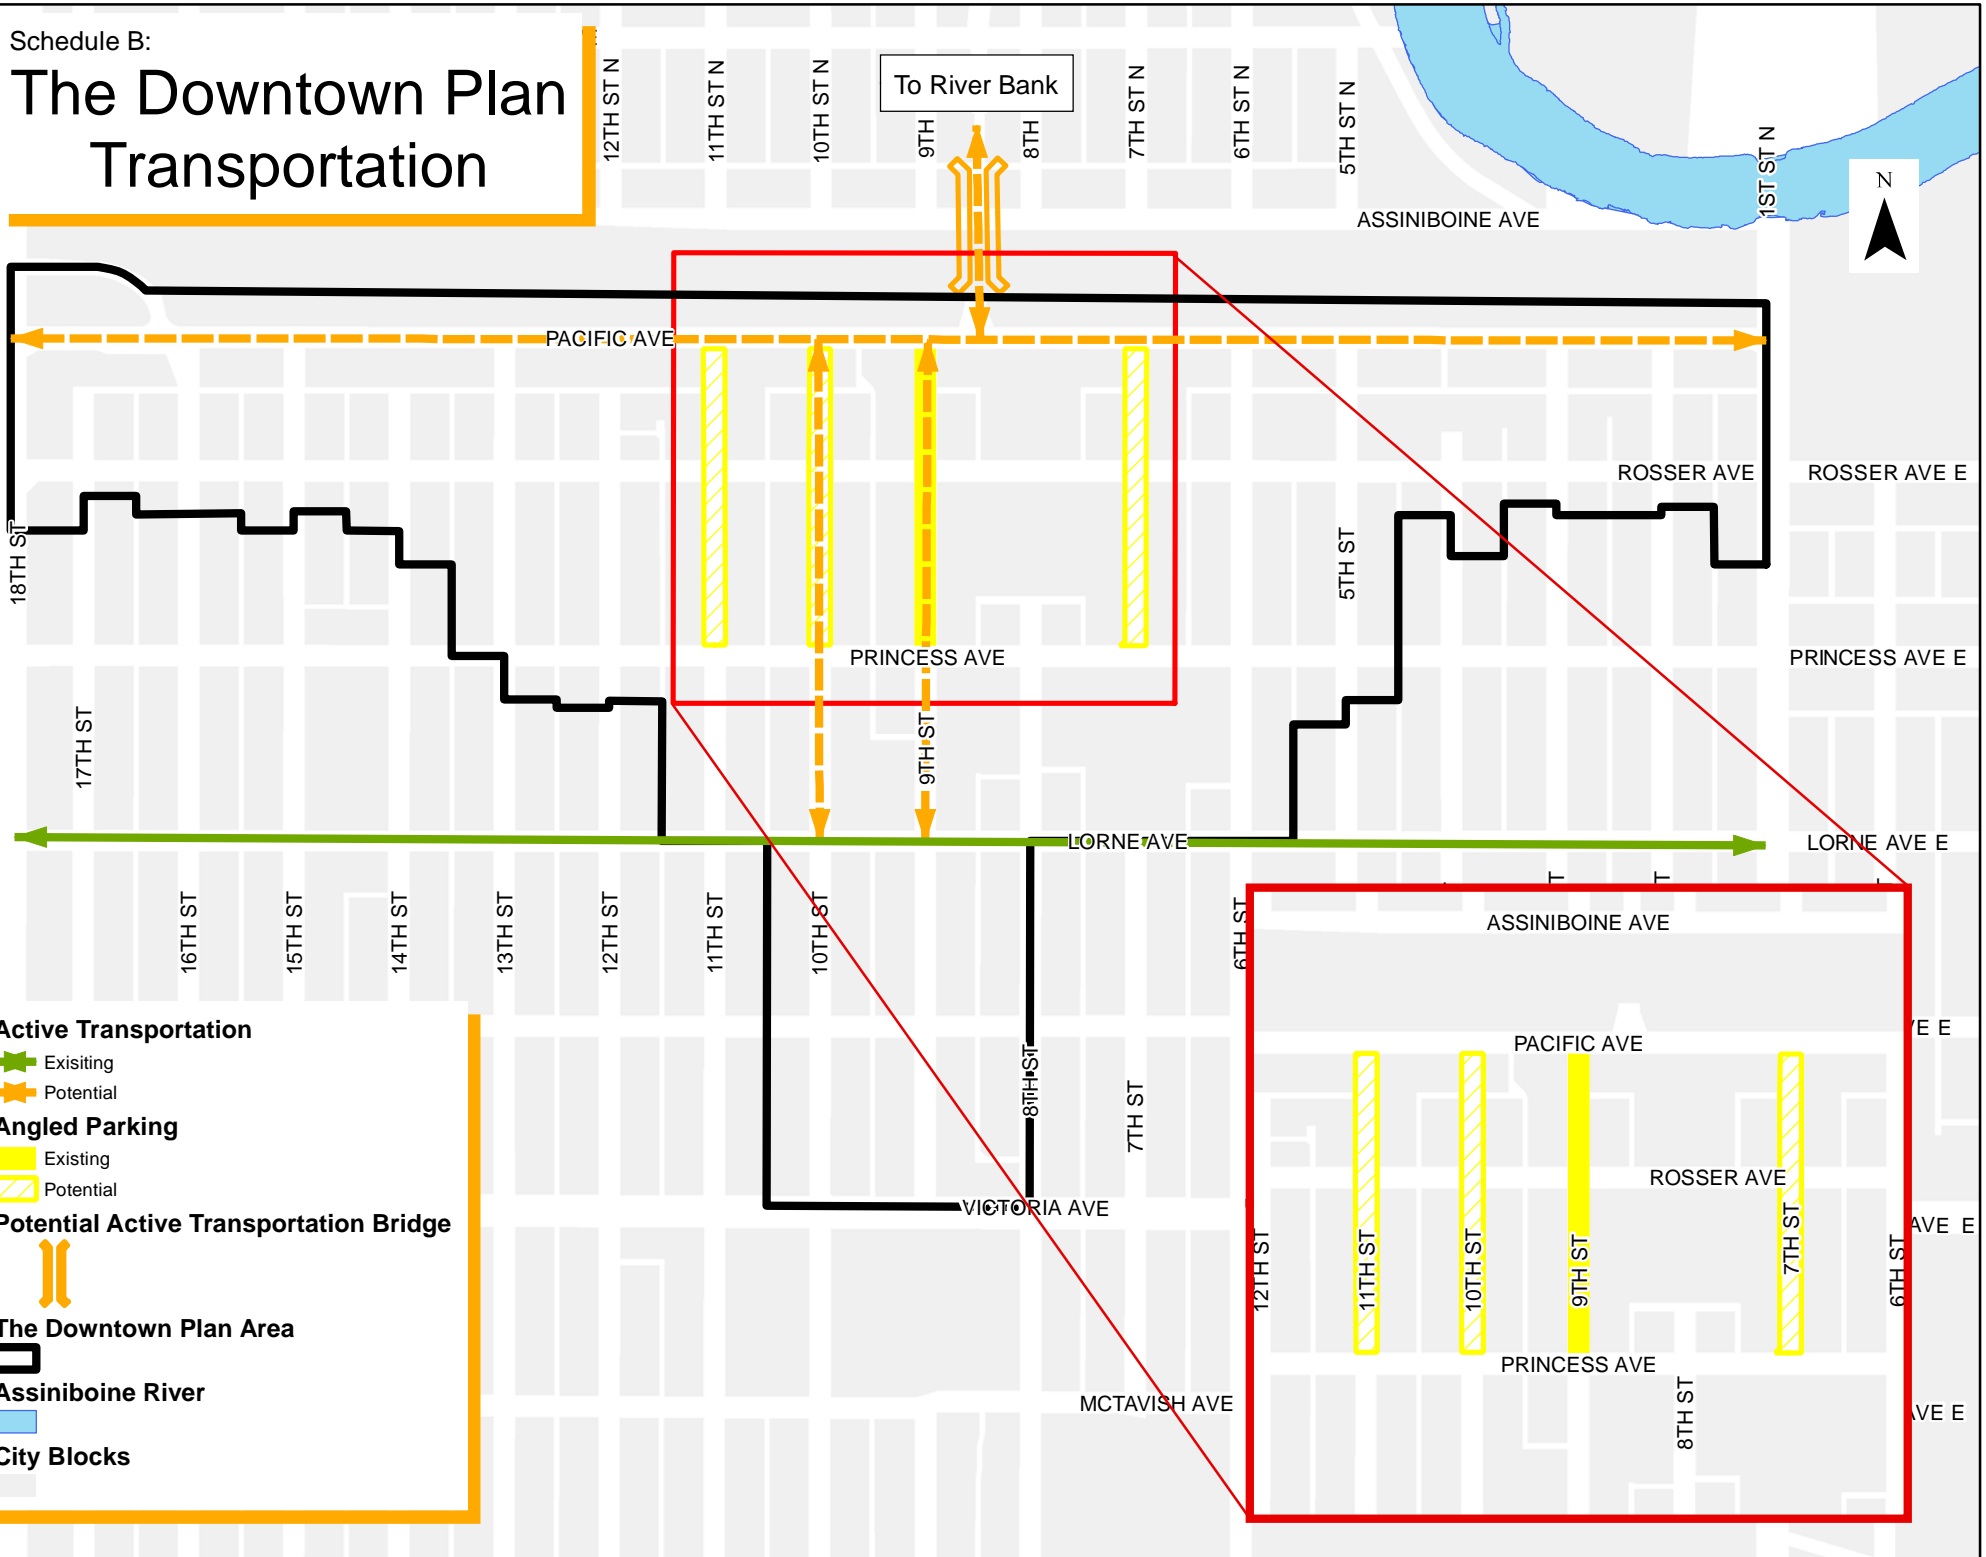 Schedule B:
The Downtown Plan
Transportation
12TH ST N
11TH ST N
10TH ST N
9TH
8TH
7TH ST N
6TH ST N
5TH ST N
1ST ST N
To River Bank
N
ASSINIBOINE AVE
PACIFIC AVE
ROSSER AVE
ROSSER AVE E
18TH ST
5TH ST
PRINCESS AVE
PRINCESS AVE E
17TH ST
9TH ST
LORNE AVE
LORNE AVE E
16TH ST
15TH ST
14TH ST
13TH ST
12TH ST
11TH ST
10TH ST
6TH ST
8TH ST
7TH ST
VICTORIA AVE
MCTAVISH AVE
VE E
AVE E
AVE E
Active Transportation
Exisiting
Potential
Angled Parking
Existing
Potential
Potential Active Transportation Bridge
The Downtown Plan Area
Assiniboine River
City Blocks
ASSINIBOINE AVE
PACIFIC AVE
ROSSER AVE
12TH ST
11TH ST
10TH ST
9TH ST
7TH ST
6TH ST
PRINCESS AVE
8TH ST